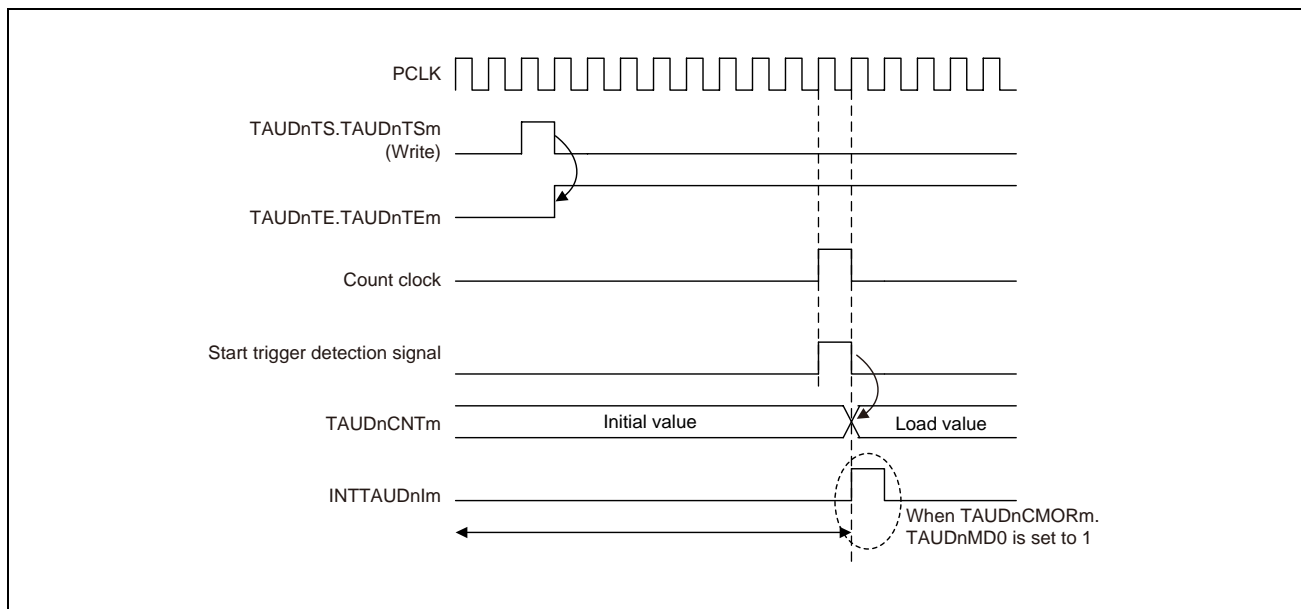 PCLK
TAUDnTS.TAUDnTSm
(Write)
TAUDnTE.TAUDnTEm
Count clock
Start trigger detection signal
TAUDnCNTm
Initial value
Load value
INTTAUDnIm
When TAUDnCMORm.
TAUDnMD0 is set to 1